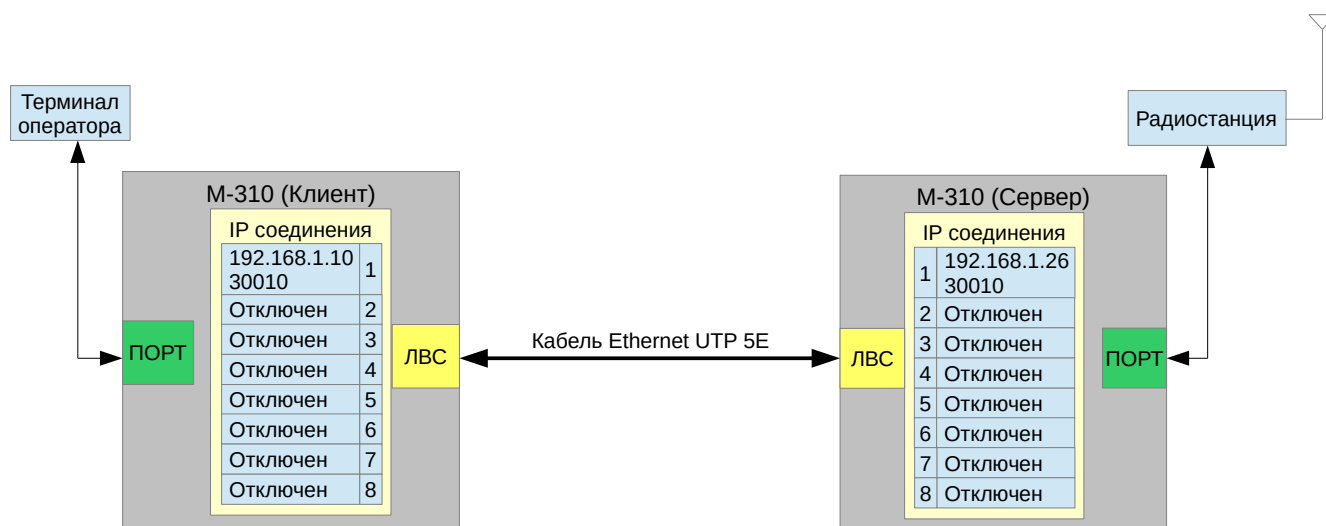 Терминал
оператора
Радиостанция
М-310 (Клиент)
IP соединения
192.168.1.10
30010
1
Отключен 2
Отключен 3
Отключен 4
Отключен 5
Отключен 6
Отключен 7
Отключен 8
ПОРТ
ЛВС
Кабель Ethernet UTP 5E
М-310 (Сервер)
IP соединения
1
192.168.1.26
30010
2 Отключен
3 Отключен
4 Отключен
5 Отключен
6 Отключен
7 Отключен
8 Отключен
ЛВС
ПОРТ